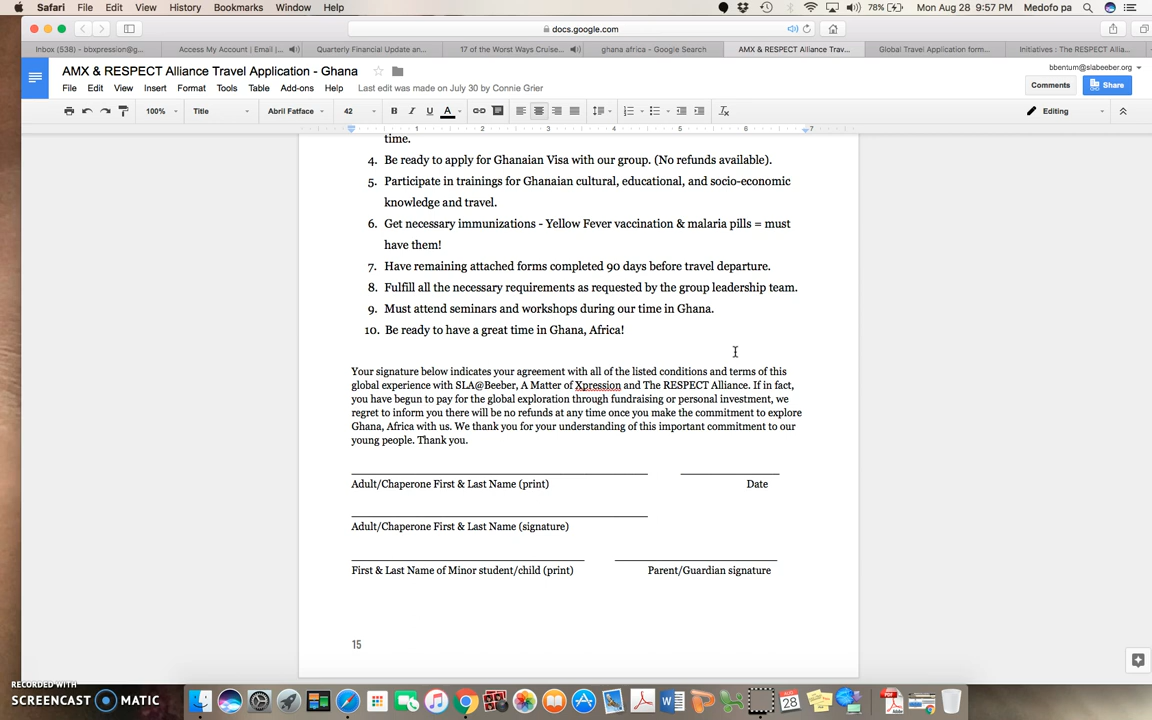 Safari File Edit View History Bookmarks Window Help 78% Mon Aug 28 9:57 PM Medofo pa
docs.google.com
Inbox (538) - bbxpression@g... Access My Account | Email |... Quarterly Financial Update an... 17 of the Worst Ways Cruise... ghana africa - Google Search AMX & RESPECT Alliance Trav... Global Travel Application form... Initiatives : The RESPECT Allia...
AMX & RESPECT Alliance Travel Application - Ghana
bbentum@slabeeber.org
File Edit View Insert Format Tools Table Add-ons Help Last edit was made on July 30 by Connie Grier
Comments Share
100% Title Abril Fatface 42 B I U A Editing
1 2 3 4 5 6 7
time.
4. Be ready to apply for Ghanaian Visa with our group. (No refunds available).
5. Participate in trainings for Ghanaian cultural, educational, and socio-economic
knowledge and travel.
6. Get necessary immunizations - Yellow Fever vaccination & malaria pills = must
have them!
7. Have remaining attached forms completed 90 days before travel departure.
8. Fulfill all the necessary requirements as requested by the group leadership team.
9. Must attend seminars and workshops during our time in Ghana.
10. Be ready to have a great time in Ghana, Africa!
Your signature below indicates your agreement with all of the listed conditions and terms of this
global experience with SLA@Beeber, A Matter of Xpression and The RESPECT Alliance. If in fact,
you have begun to pay for the global exploration through fundraising or personal investment, we
regret to inform you there will be no refunds at any time once you make the commitment to explore
Ghana, Africa with us. We thank you for your understanding of this important commitment to our
young people. Thank you.
Adult/Chaperone First & Last Name (print) Date
Adult/Chaperone First & Last Name (signature)
First & Last Name of Minor student/child (print) Parent/Guardian signature
15
RECORDED WITH
SCREENCAST MATIC